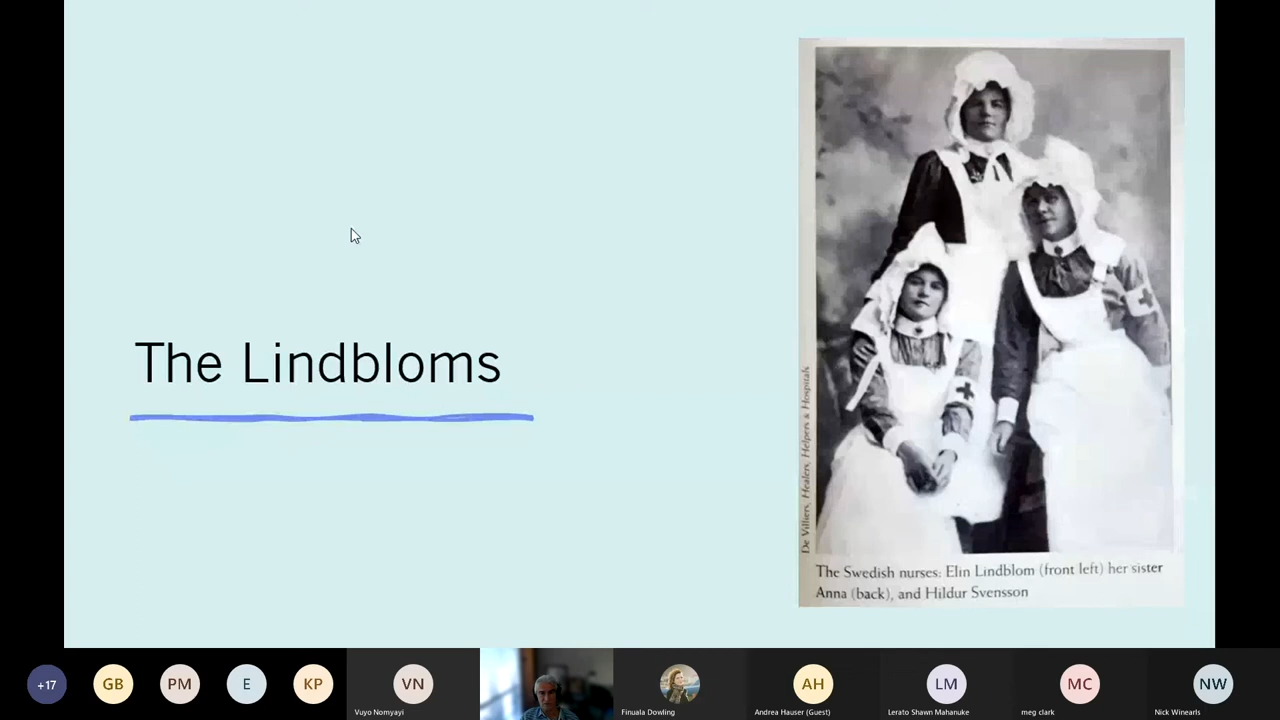 The Lindbloms
De Villiers, Healers, Helpers & Hospitals
The Swedish nurses: Elin Lindblom (front left) her sister
Anna (back), and Hildur Svensson
+17
GB
PM
E
KP
VN
AH
LM
MC
NW
Vuyo Nomyayi
Finuala Dowling
Andrea Hauser (Guest)
Lerato Shawn Mahanuke
meg clark
Nick Winearls